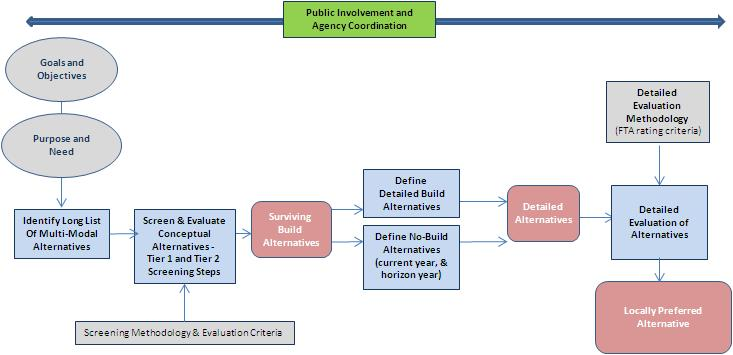 Public Involvement and
Agency Coordination
Goals and
Objectives
Purpose and
Need
Identify Long List
Of Multi-Modal
Alternatives
Screen & Evaluate
Conceptual
Alternatives -
Tier 1 and Tier 2
Screening Steps
Screening Methodology & Evaluation Criteria
Surviving
Build
Alternatives
Define
Detailed Build
Alternatives
Define No-Build
Alternatives
(current year, &
horizon year)
Detailed
Alternatives
Detailed
Evaluation
Methodology
(FTA rating criteria)
Detailed
Evaluation of
Alternatives
Locally Preferred
Alternative